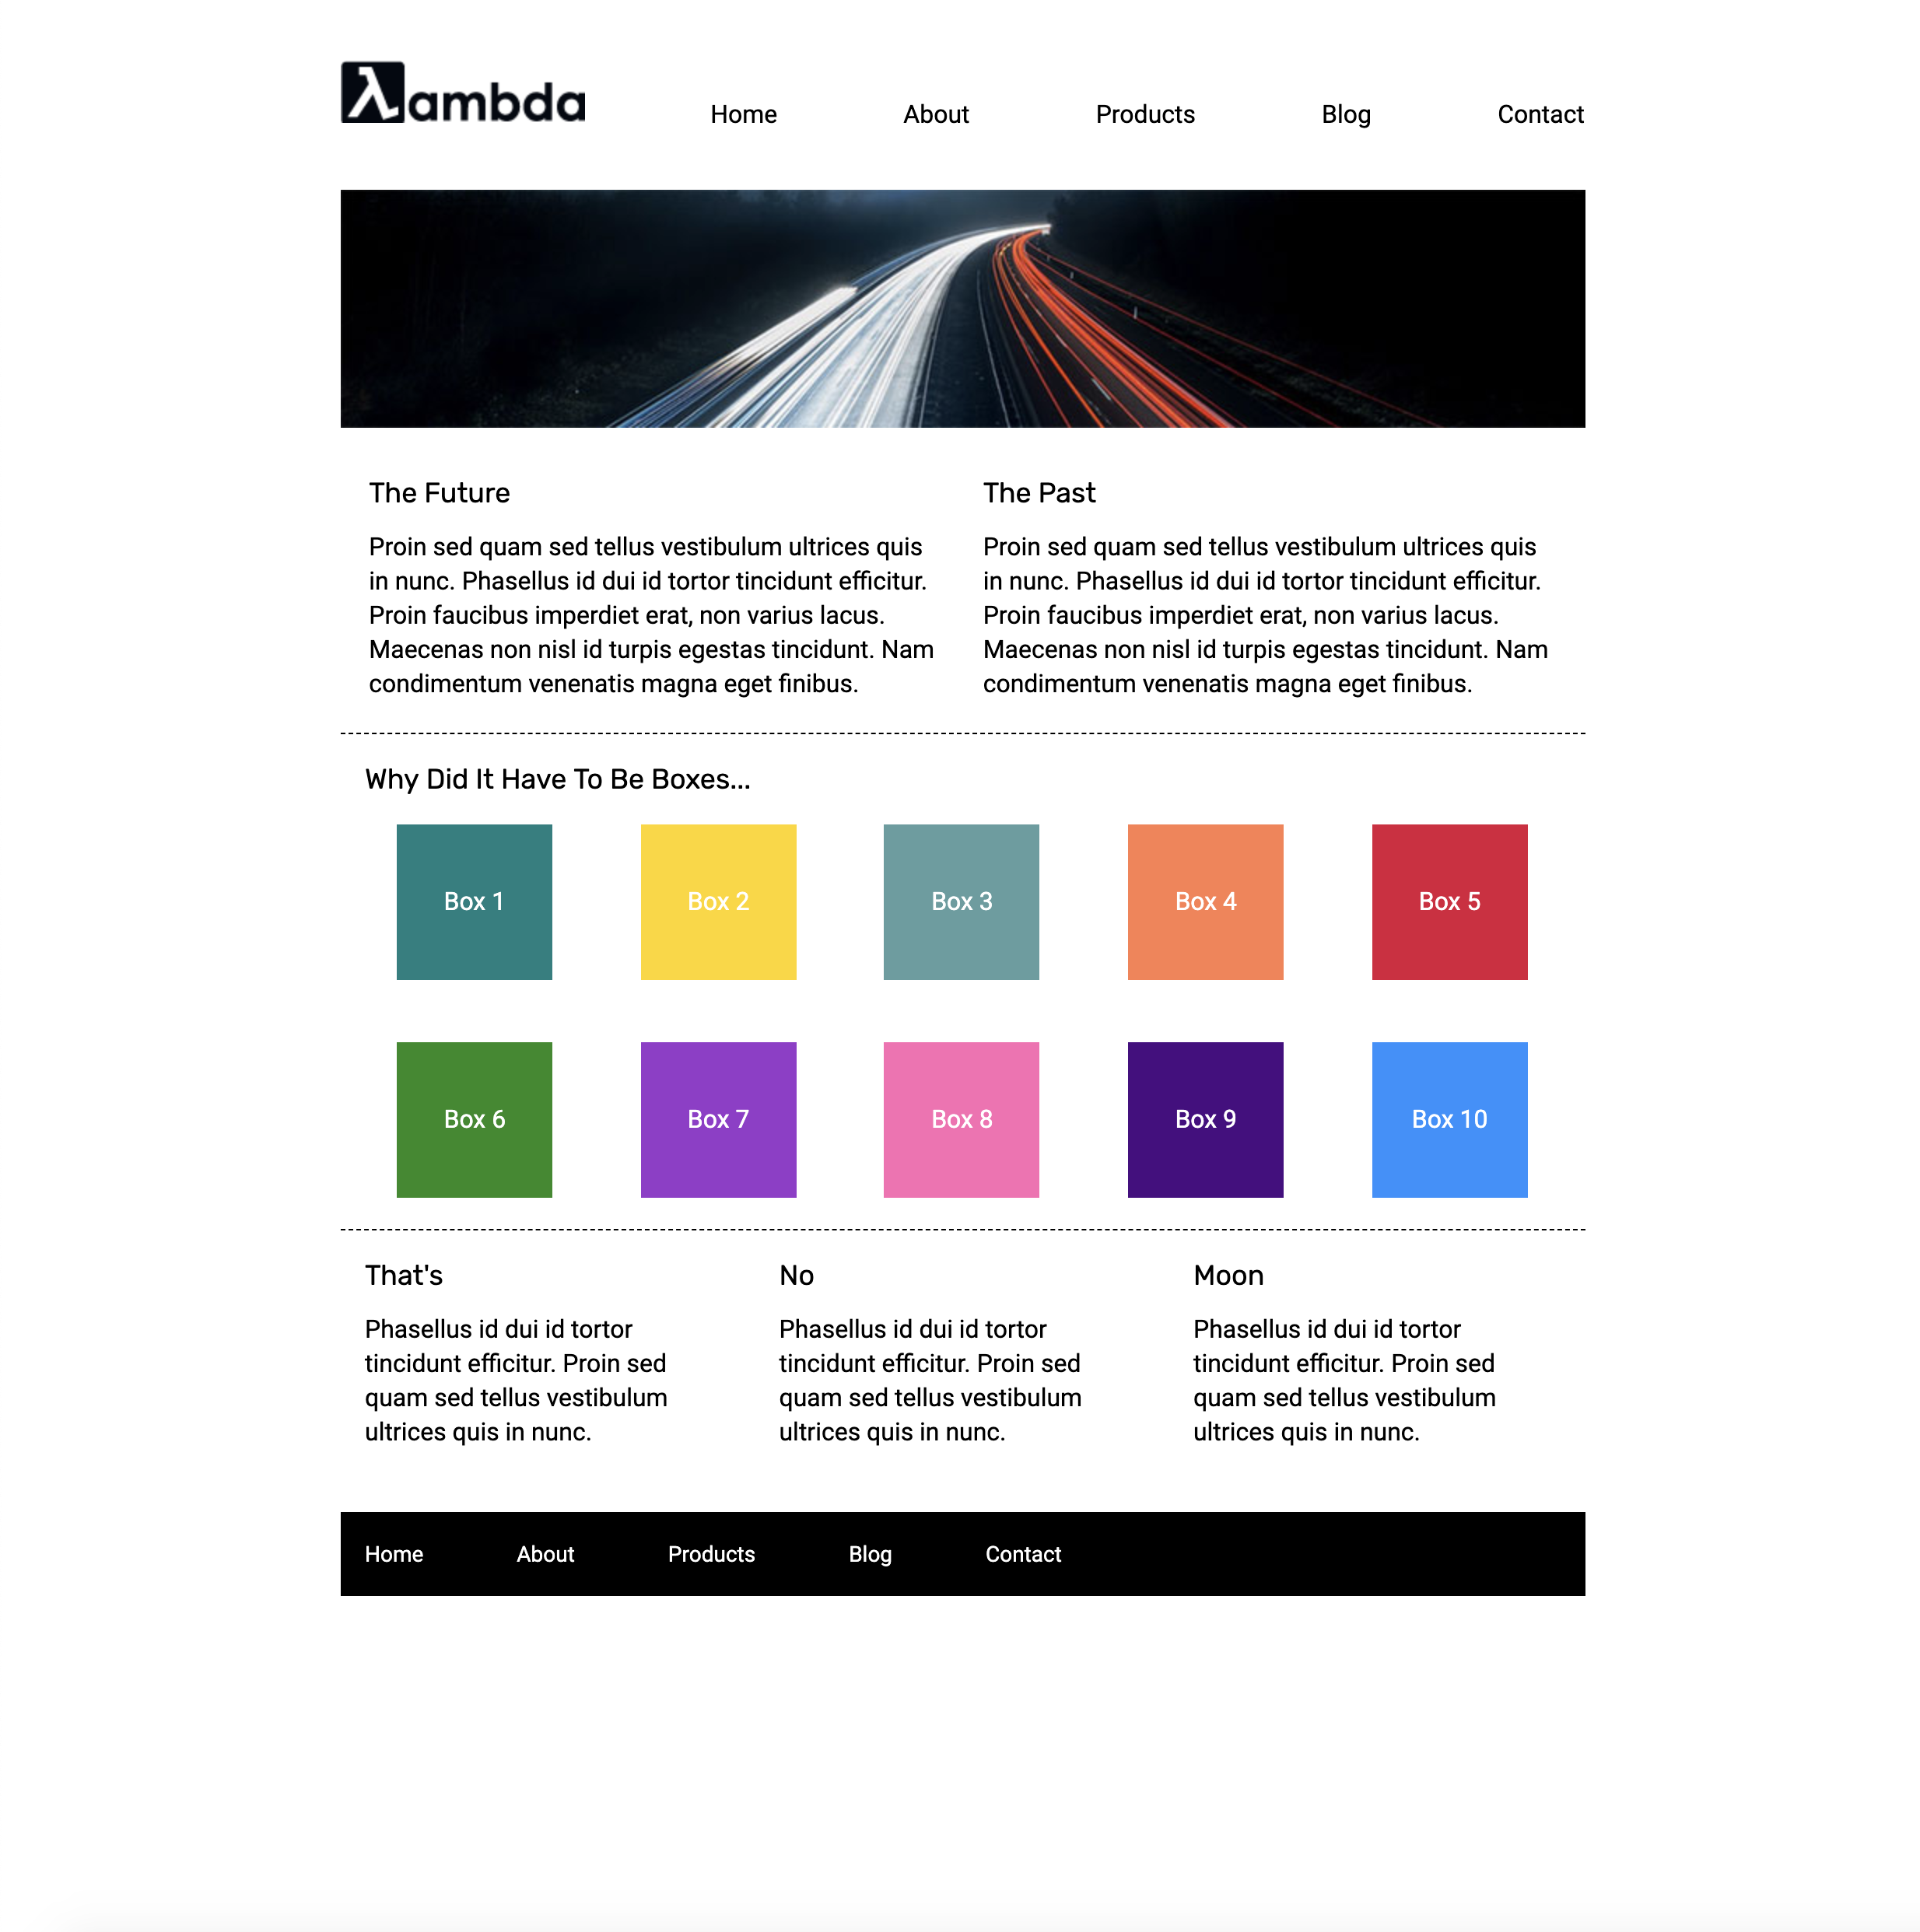 λambda
Home About Products Blog Contact
The Future
Proin sed quam sed tellus vestibulum ultrices quis
in nunc. Phasellus id dui id tortor tincidunt efficitur.
Proin faucibus imperdiet erat, non varius lacus.
Maecenas non nisl id turpis egestas tincidunt. Nam
condimentum venenatis magna eget finibus.
The Past
Proin sed quam sed tellus vestibulum ultrices quis
in nunc. Phasellus id dui id tortor tincidunt efficitur.
Proin faucibus imperdiet erat, non varius lacus.
Maecenas non nisl id turpis egestas tincidunt. Nam
condimentum venenatis magna eget finibus.
Why Did It Have To Be Boxes...
Box 1
Box 2
Box 3
Box 4
Box 5
Box 6
Box 7
Box 8
Box 9
Box 10
That's
Phasellus id dui id tortor
tincidunt efficitur. Proin sed
quam sed tellus vestibulum
ultrices quis in nunc.
No
Phasellus id dui id tortor
tincidunt efficitur. Proin sed
quam sed tellus vestibulum
ultrices quis in nunc.
Moon
Phasellus id dui id tortor
tincidunt efficitur. Proin sed
quam sed tellus vestibulum
ultrices quis in nunc.
Home About Products Blog Contact